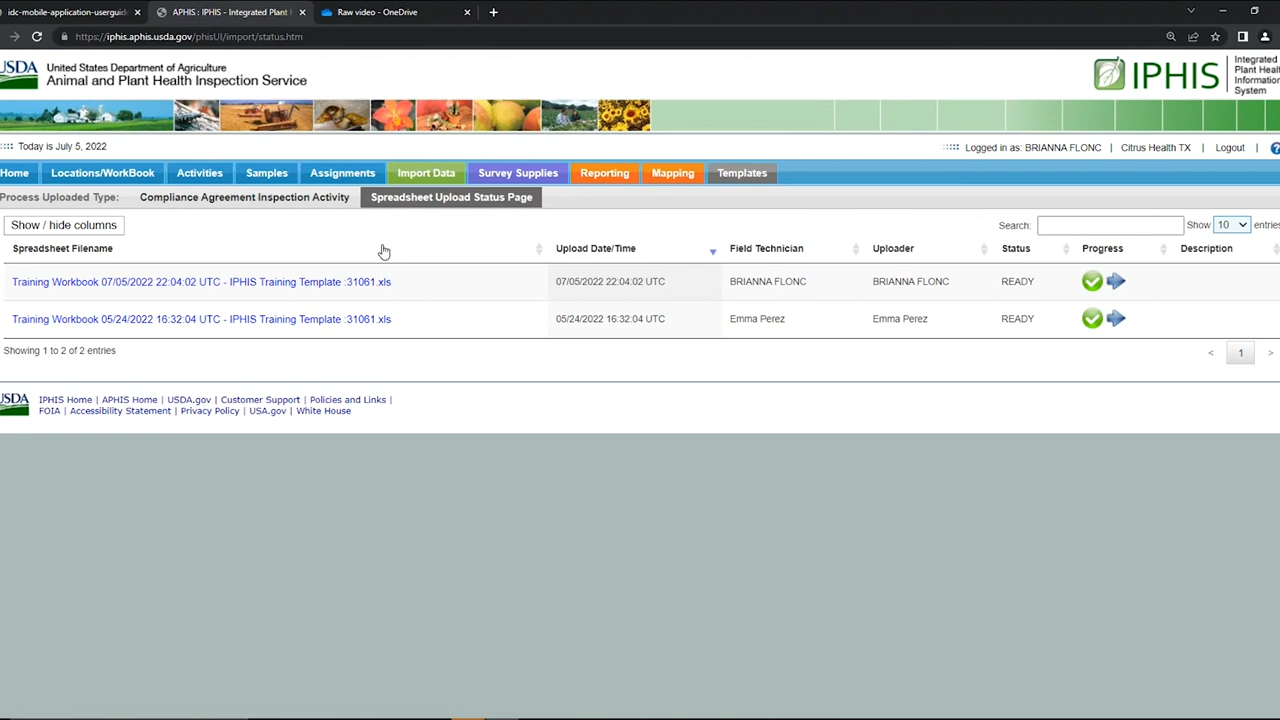 idc-mobile-application-userguid
APHIS : IPHIS - Integrated Plant
Raw video - OneDrive
https://iphis.aphis.usda.gov/phisUI/import/status.htm
USDA
United States Department of Agriculture
Animal and Plant Health Inspection Service
IPHIS
Integrated
Plant Heal
Information
System
Today is July 5, 2022
Logged in as: BRIANNA FLONC | Citrus Health TX | Logout | ?
Home Locations/WorkBook Activities Samples Assignments Import Data Survey Supplies Reporting Mapping Templates
Process Uploaded Type: Compliance Agreement Inspection Activity Spreadsheet Upload Status Page
Show / hide columns
Search: Show 10 entries
Spreadsheet Filename Upload Date/Time Field Technician Uploader Status Progress Description
Training Workbook 07/05/2022 22:04:02 UTC - IPHIS Training Template :31061.xls 07/05/2022 22:04:02 UTC BRIANNA FLONC BRIANNA FLONC READY
Training Workbook 05/24/2022 16:32:04 UTC - IPHIS Training Template :31061.xls 05/24/2022 16:32:04 UTC Emma Perez Emma Perez READY
Showing 1 to 2 of 2 entries
< 1 >
USDA
IPHIS Home | APHIS Home | USDA.gov | Customer Support | Policies and Links |
FOIA | Accessibility Statement | Privacy Policy | USA.gov | White House